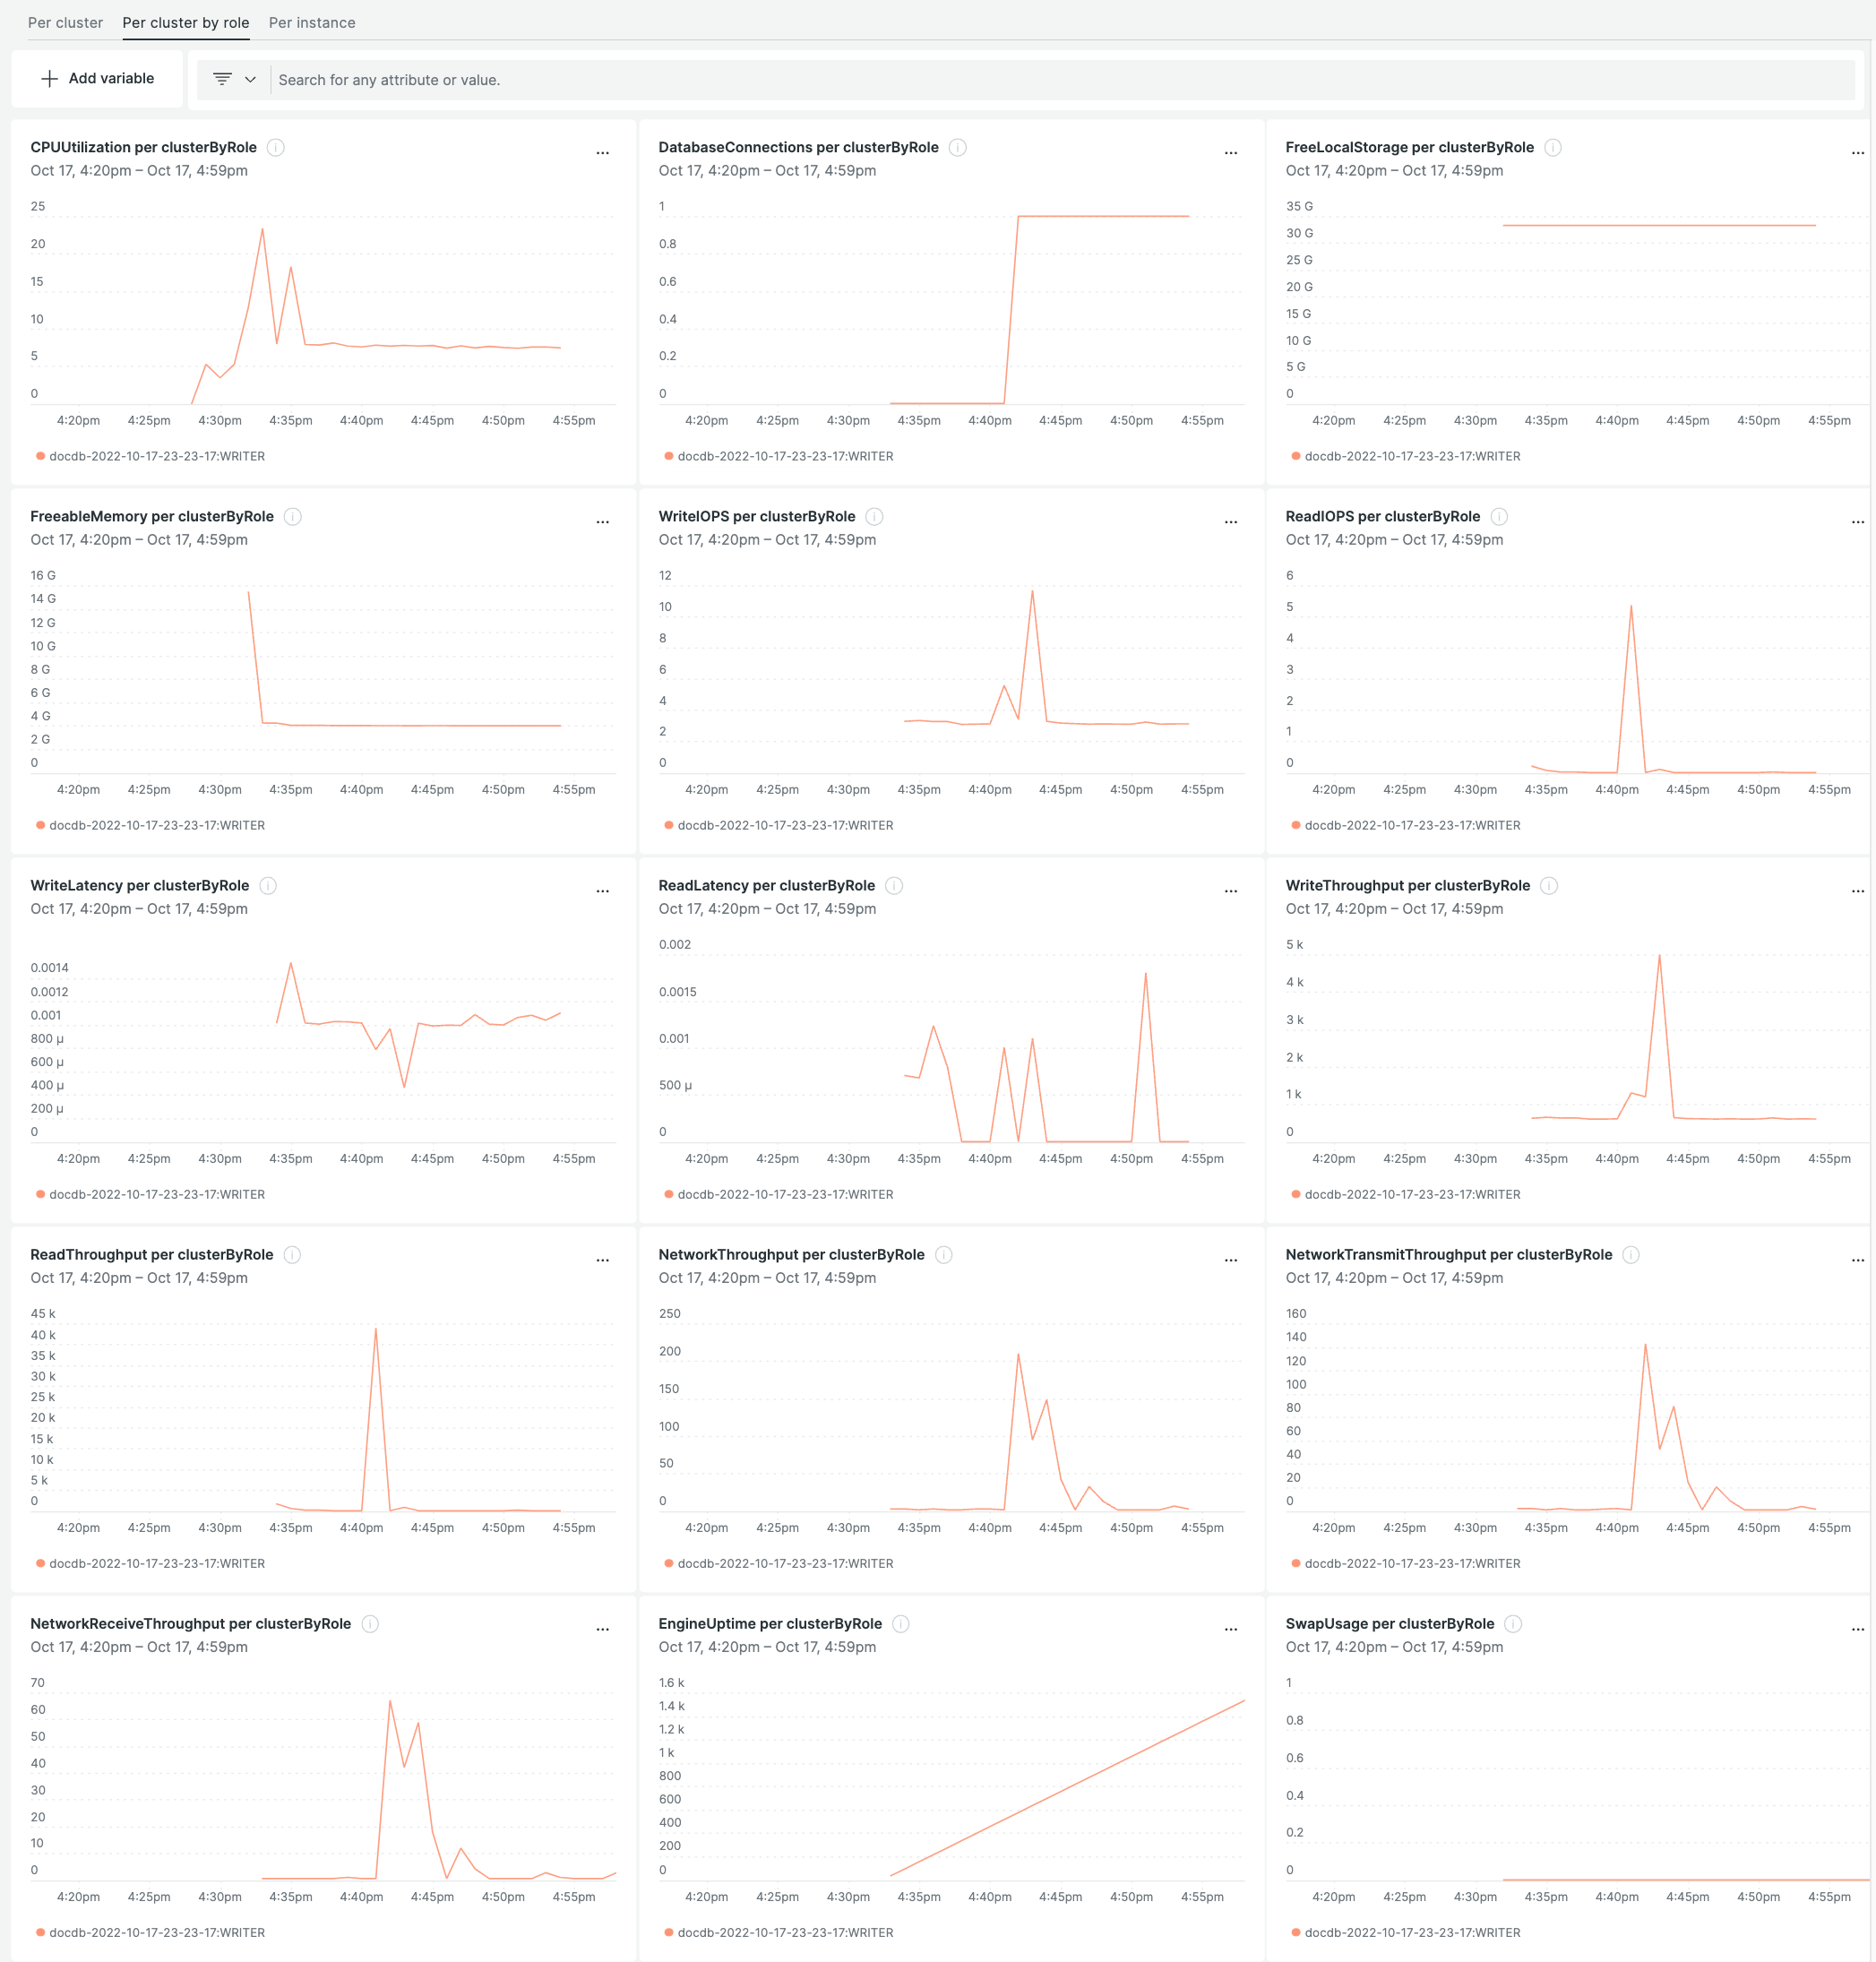 Per cluster Per cluster by role Per instance
Add variable
Search for any attribute or value.
CPUUtilization per clusterByRole
Oct 17, 4:20pm – Oct 17, 4:59pm
25
20
15
10
5
0
4:20pm 4:25pm 4:30pm 4:35pm 4:40pm 4:45pm 4:50pm 4:55pm
docdb-2022-10-17-23-23-17:WRITER
DatabaseConnections per clusterByRole
Oct 17, 4:20pm – Oct 17, 4:59pm
1
0.8
0.6
0.4
0.2
0
4:20pm 4:25pm 4:30pm 4:35pm 4:40pm 4:45pm 4:50pm 4:55pm
docdb-2022-10-17-23-23-17:WRITER
FreeLocalStorage per clusterByRole
Oct 17, 4:20pm – Oct 17, 4:59pm
35 G
30 G
25 G
20 G
15 G
10 G
5 G
0
4:20pm 4:25pm 4:30pm 4:35pm 4:40pm 4:45pm 4:50pm 4:55pm
docdb-2022-10-17-23-23-17:WRITER
FreeableMemory per clusterByRole
Oct 17, 4:20pm – Oct 17, 4:59pm
16 G
14 G
12 G
10 G
8 G
6 G
4 G
2 G
0
4:20pm 4:25pm 4:30pm 4:35pm 4:40pm 4:45pm 4:50pm 4:55pm
docdb-2022-10-17-23-23-17:WRITER
WriteIOPS per clusterByRole
Oct 17, 4:20pm – Oct 17, 4:59pm
12
10
8
6
4
2
0
4:20pm 4:25pm 4:30pm 4:35pm 4:40pm 4:45pm 4:50pm 4:55pm
docdb-2022-10-17-23-23-17:WRITER
ReadIOPS per clusterByRole
Oct 17, 4:20pm – Oct 17, 4:59pm
6
5
4
3
2
1
0
4:20pm 4:25pm 4:30pm 4:35pm 4:40pm 4:45pm 4:50pm 4:55pm
docdb-2022-10-17-23-23-17:WRITER
WriteLatency per clusterByRole
Oct 17, 4:20pm – Oct 17, 4:59pm
0.0014
0.0012
0.001
800 µ
600 µ
400 µ
200 µ
0
4:20pm 4:25pm 4:30pm 4:35pm 4:40pm 4:45pm 4:50pm 4:55pm
docdb-2022-10-17-23-23-17:WRITER
ReadLatency per clusterByRole
Oct 17, 4:20pm – Oct 17, 4:59pm
0.002
0.0015
0.001
500 µ
0
4:20pm 4:25pm 4:30pm 4:35pm 4:40pm 4:45pm 4:50pm 4:55pm
docdb-2022-10-17-23-23-17:WRITER
WriteThroughput per clusterByRole
Oct 17, 4:20pm – Oct 17, 4:59pm
5 k
4 k
3 k
2 k
1 k
0
4:20pm 4:25pm 4:30pm 4:35pm 4:40pm 4:45pm 4:50pm 4:55pm
docdb-2022-10-17-23-23-17:WRITER
ReadThroughput per clusterByRole
Oct 17, 4:20pm – Oct 17, 4:59pm
45 k
40 k
35 k
30 k
25 k
20 k
15 k
10 k
5 k
0
4:20pm 4:25pm 4:30pm 4:35pm 4:40pm 4:45pm 4:50pm 4:55pm
docdb-2022-10-17-23-23-17:WRITER
NetworkThroughput per clusterByRole
Oct 17, 4:20pm – Oct 17, 4:59pm
250
200
150
100
50
0
4:20pm 4:25pm 4:30pm 4:35pm 4:40pm 4:45pm 4:50pm 4:55pm
docdb-2022-10-17-23-23-17:WRITER
NetworkTransmitThroughput per clusterByRole
Oct 17, 4:20pm – Oct 17, 4:59pm
160
140
120
100
80
60
40
20
0
4:20pm 4:25pm 4:30pm 4:35pm 4:40pm 4:45pm 4:50pm 4:55pm
docdb-2022-10-17-23-23-17:WRITER
NetworkReceiveThroughput per clusterByRole
Oct 17, 4:20pm – Oct 17, 4:59pm
70
60
50
40
30
20
10
0
4:20pm 4:25pm 4:30pm 4:35pm 4:40pm 4:45pm 4:50pm 4:55pm
docdb-2022-10-17-23-23-17:WRITER
EngineUptime per clusterByRole
Oct 17, 4:20pm – Oct 17, 4:59pm
1.6 k
1.4 k
1.2 k
1 k
800
600
400
200
0
4:20pm 4:25pm 4:30pm 4:35pm 4:40pm 4:45pm 4:50pm 4:55pm
docdb-2022-10-17-23-23-17:WRITER
SwapUsage per clusterByRole
Oct 17, 4:20pm – Oct 17, 4:59pm
1
0.8
0.6
0.4
0.2
0
4:20pm 4:25pm 4:30pm 4:35pm 4:40pm 4:45pm 4:50pm 4:55pm
docdb-2022-10-17-23-23-17:WRITER